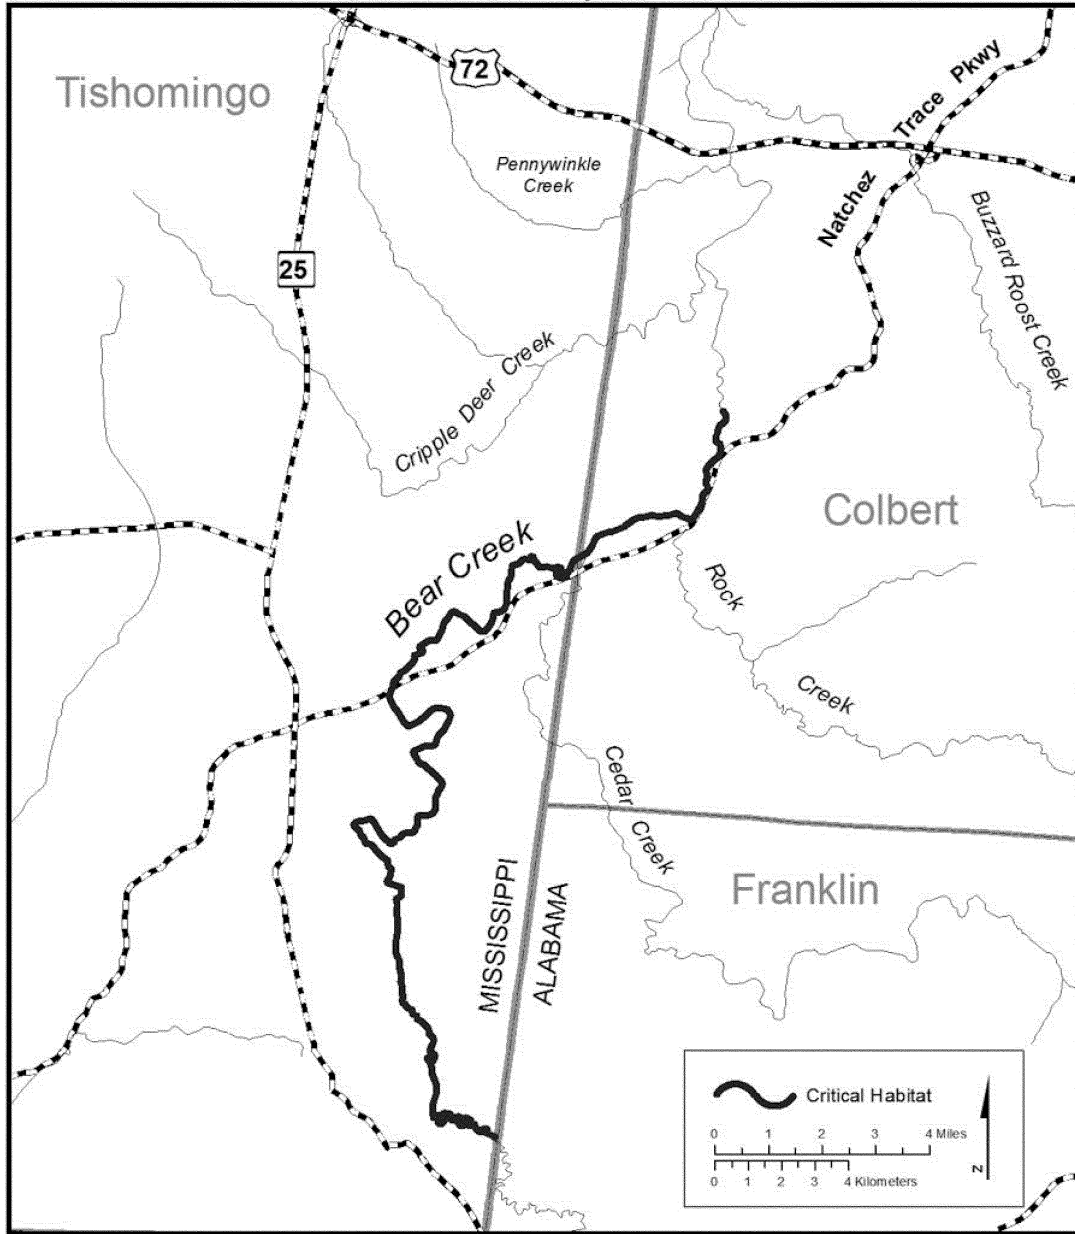 72
Tishomingo
Natchez Trace Pkwy
Pennywinkle
Creek
Buzzard Roost Creek
25
Cripple Deer Creek
Colbert
Bear Creek
Rock
Creek
Cedar Creek
MISSISSIPPI
ALABAMA
Franklin
Critical Habitat
0 1 2 3 4 Miles
0 1 2 3 4 Kilometers
N